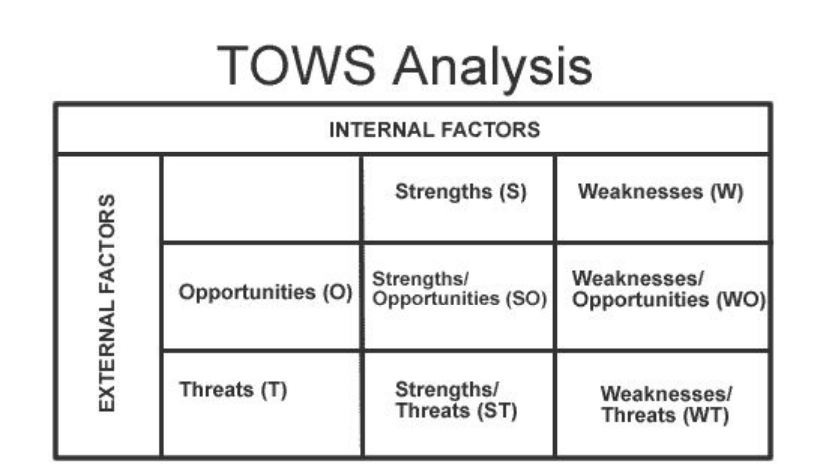 TOWS Analysis
INTERNAL FACTORS
EXTERNAL FACTORS
Strengths (S)
Weaknesses (W)
Opportunities (O)
Strengths/
Opportunities (SO)
Weaknesses/
Opportunities (WO)
Threats (T)
Strengths/
Threats (ST)
Weaknesses/
Threats (WT)